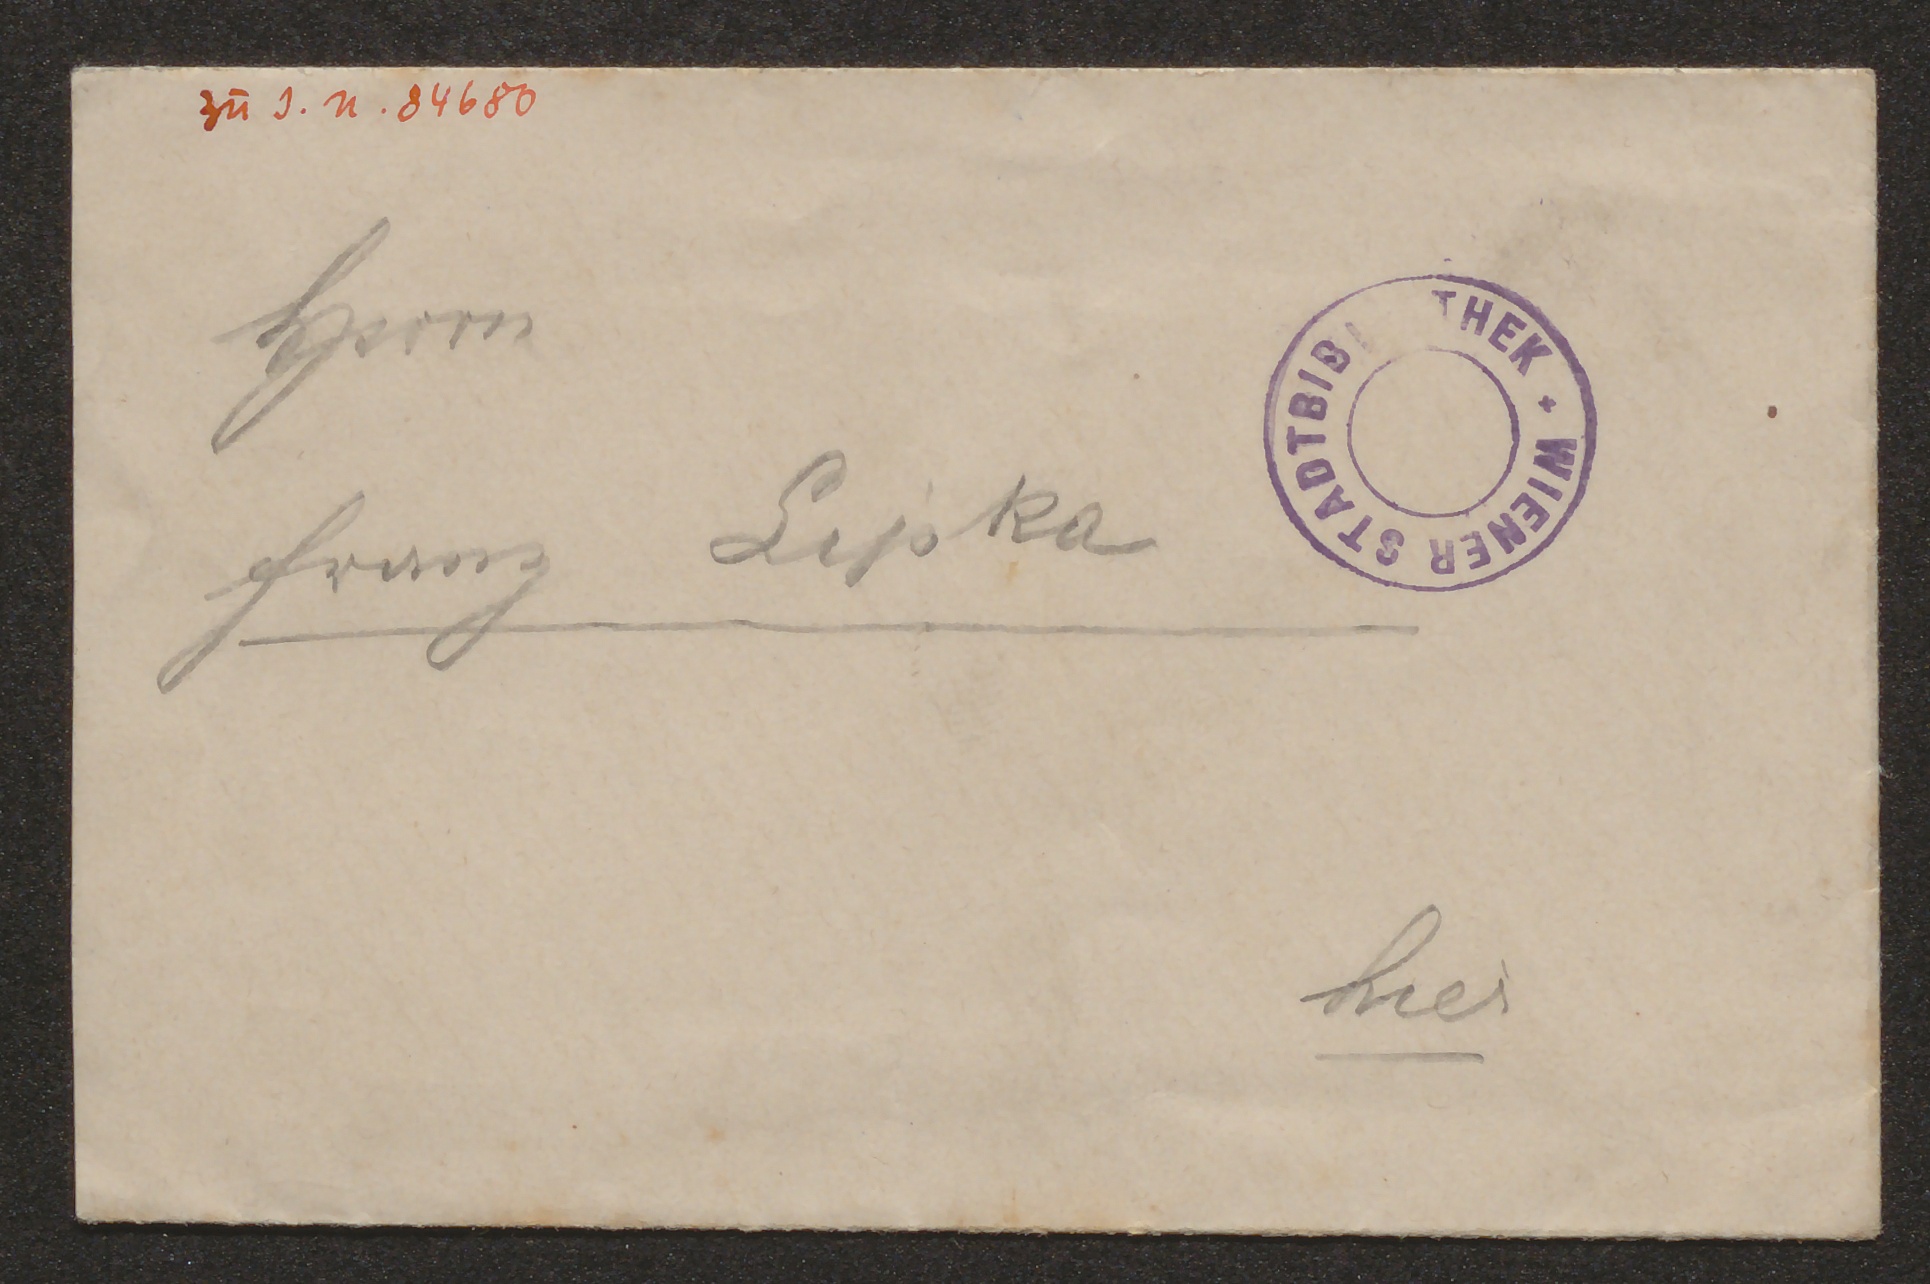 zu I. N. 84680
Herrn
Franz Lipka
hier
WIENER STADTBIB THEK +